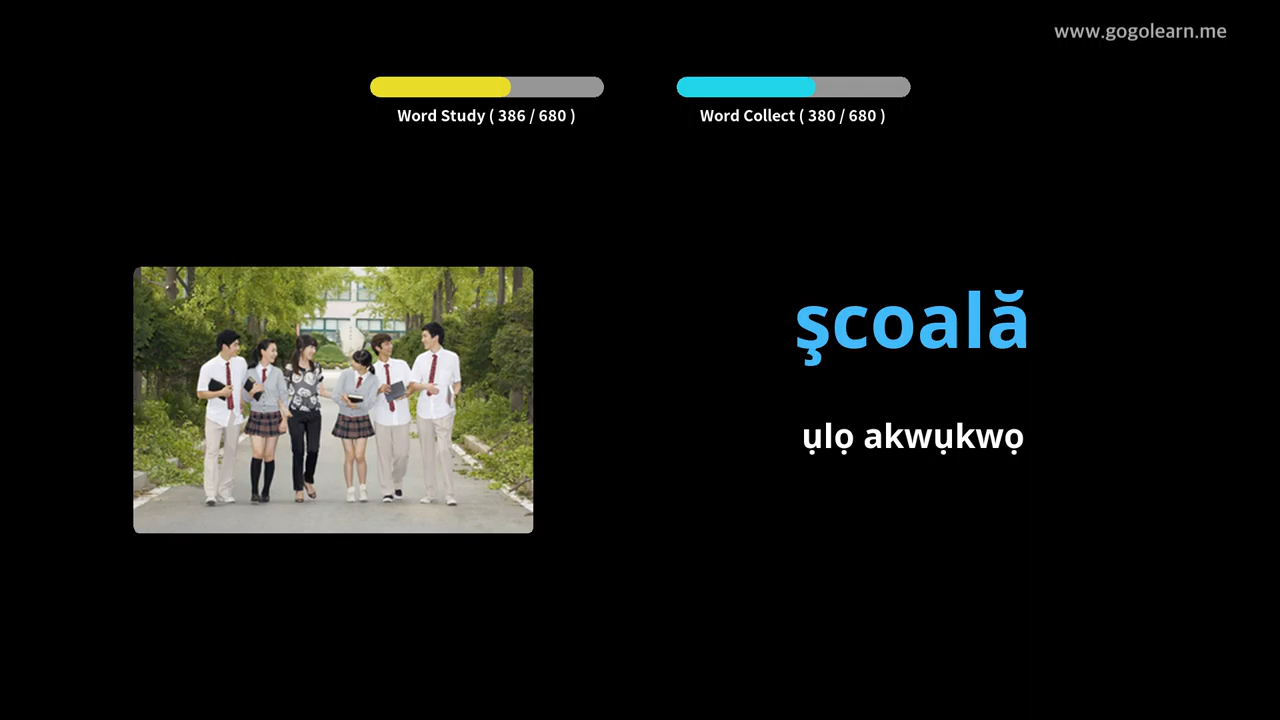 www.gogolearn.me
Word Study ( 386 / 680 )
Word Collect ( 380 / 680 )
şcoală
ụlọ akwụkwọ